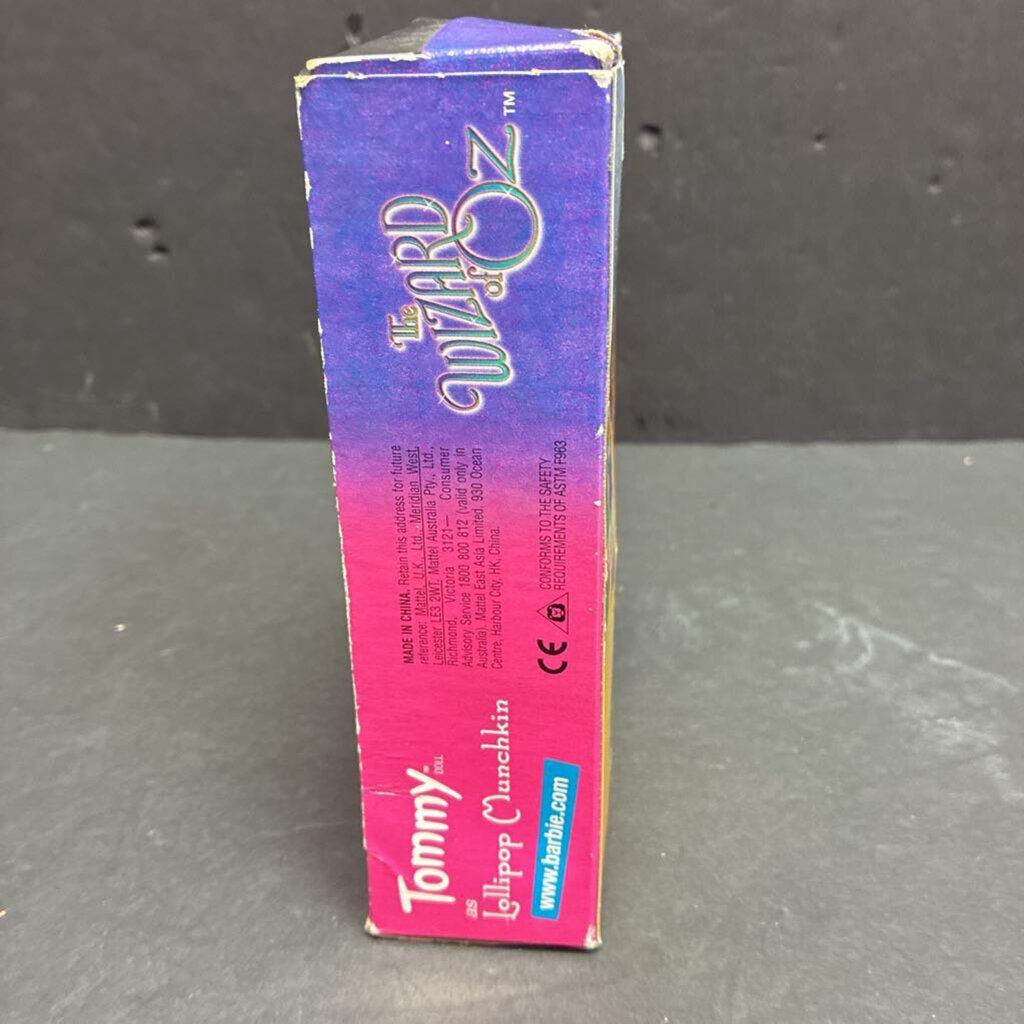 The
WIZARD
of OZ™
MADE IN CHINA. Retain this address for future
reference: Mattel, U.K., Ltd., Meridian West,
Leicester LE3 2WT. Mattel Australia Pty., Ltd.,
Richmond, Victoria 3121— Consumer
Advisory Service 1800 800 812 (valid only in
Australia). Mattel East Asia Limited, 930 Ocean
Centre, Harbour City, HK, China.
CE
CONFORMS TO THE SAFETY
REQUIREMENTS OF ASTM F963.
Tommy™
DOLL
as
Lollipop Munchkin
www.barbie.com